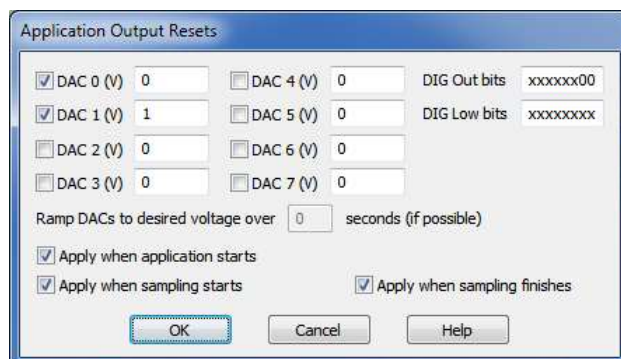 Application Output Resets
DAC 0 (V) 0 DAC 4 (V) 0 DIG Out bits xxxxxx00
DAC 1 (V) 1 DAC 5 (V) 0 DIG Low bits xxxxxxxx
DAC 2 (V) 0 DAC 6 (V) 0
DAC 3 (V) 0 DAC 7 (V) 0
Ramp DACs to desired voltage over 0 seconds (if possible)
Apply when application starts
Apply when sampling starts Apply when sampling finishes
OK Cancel Help